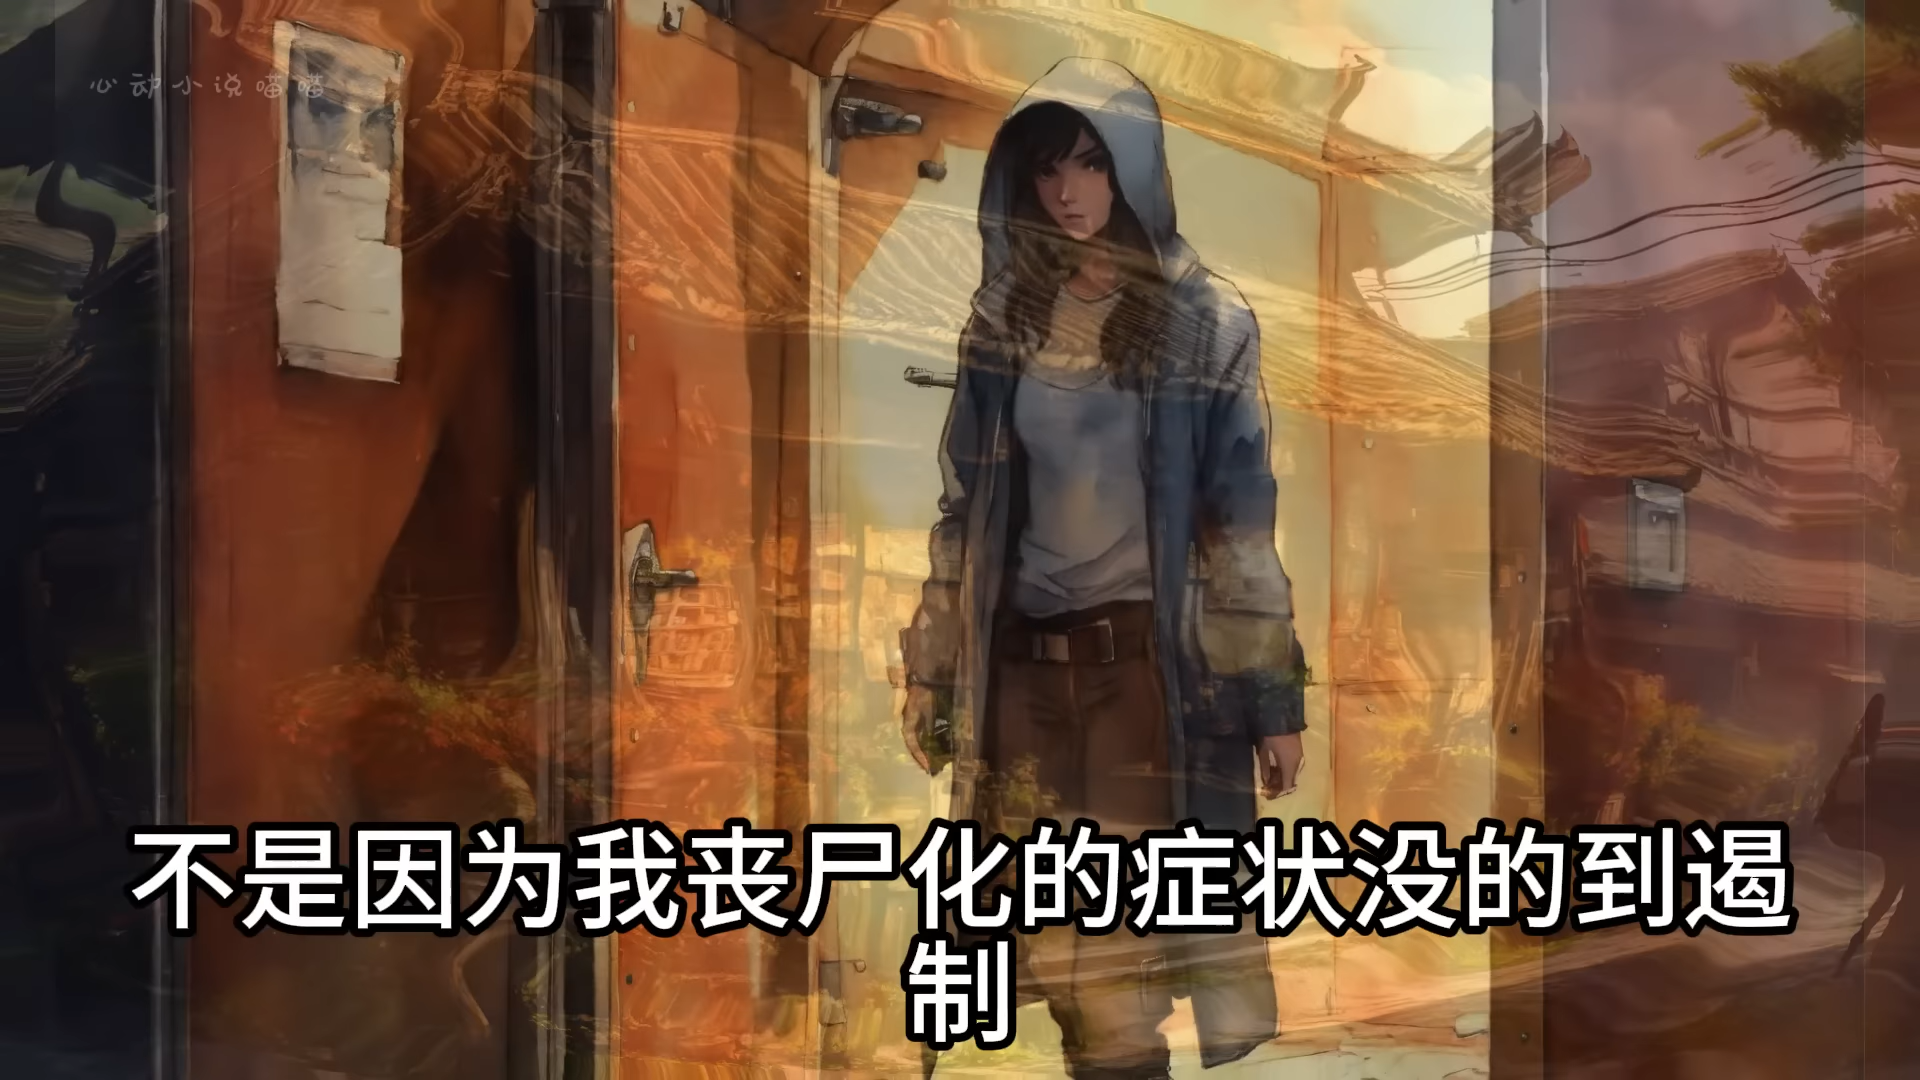 心动小说喵喵
不是因为我丧尸化的症状没的到遏
制